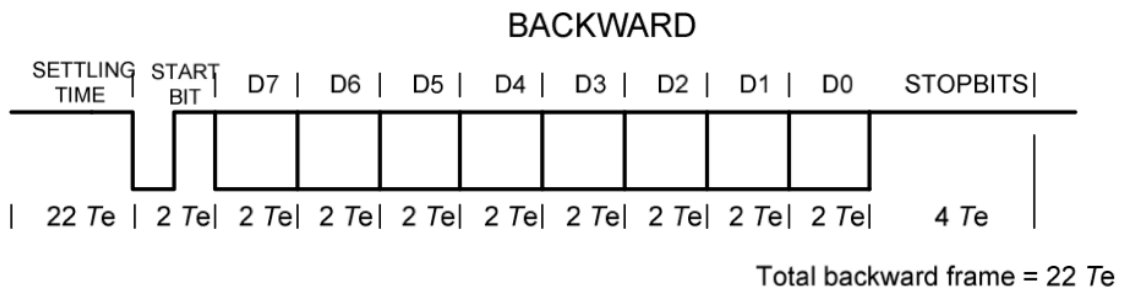 BACKWARD
SETTLING TIME | START BIT | D7 | D6 | D5 | D4 | D3 | D2 | D1 | D0 STOPBITS|
| 22 Te | 2 Te| 2 Te| 2 Te| 2 Te| 2 Te| 2 Te| 2 Te| 2 Te| 2 Te| 4 Te |
Total backward frame = 22 Te